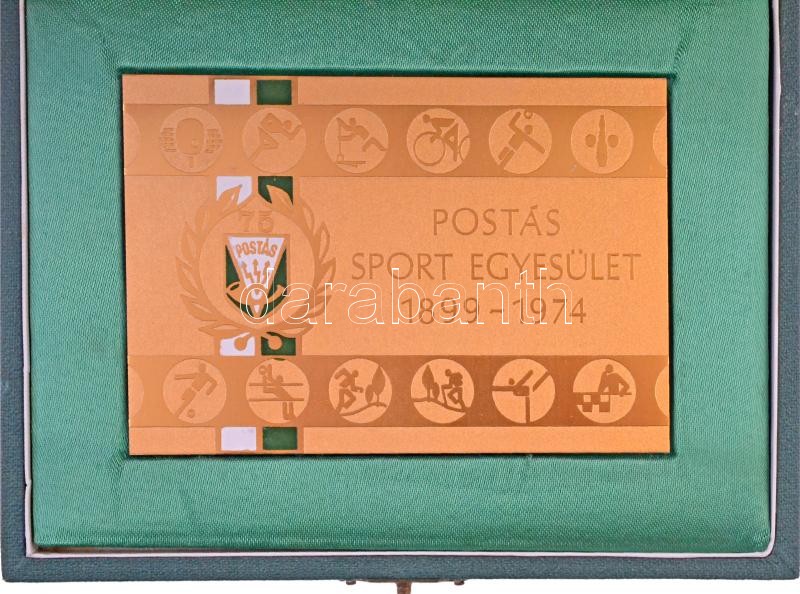 75
POSTÁS
POSTÁS
SPORT EGYESÜLET
1899-1974
darabanth